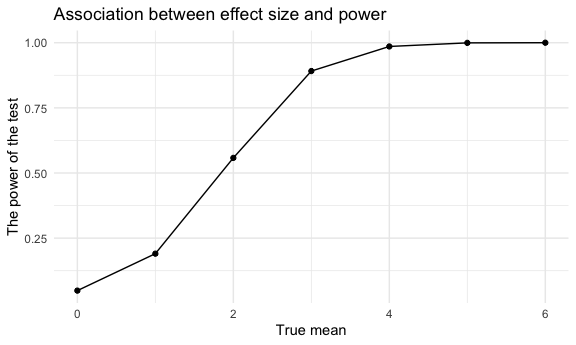 Association between effect size and power
The power of the test
1.00
0.75
0.50
0.25
0
2
4
6
True mean